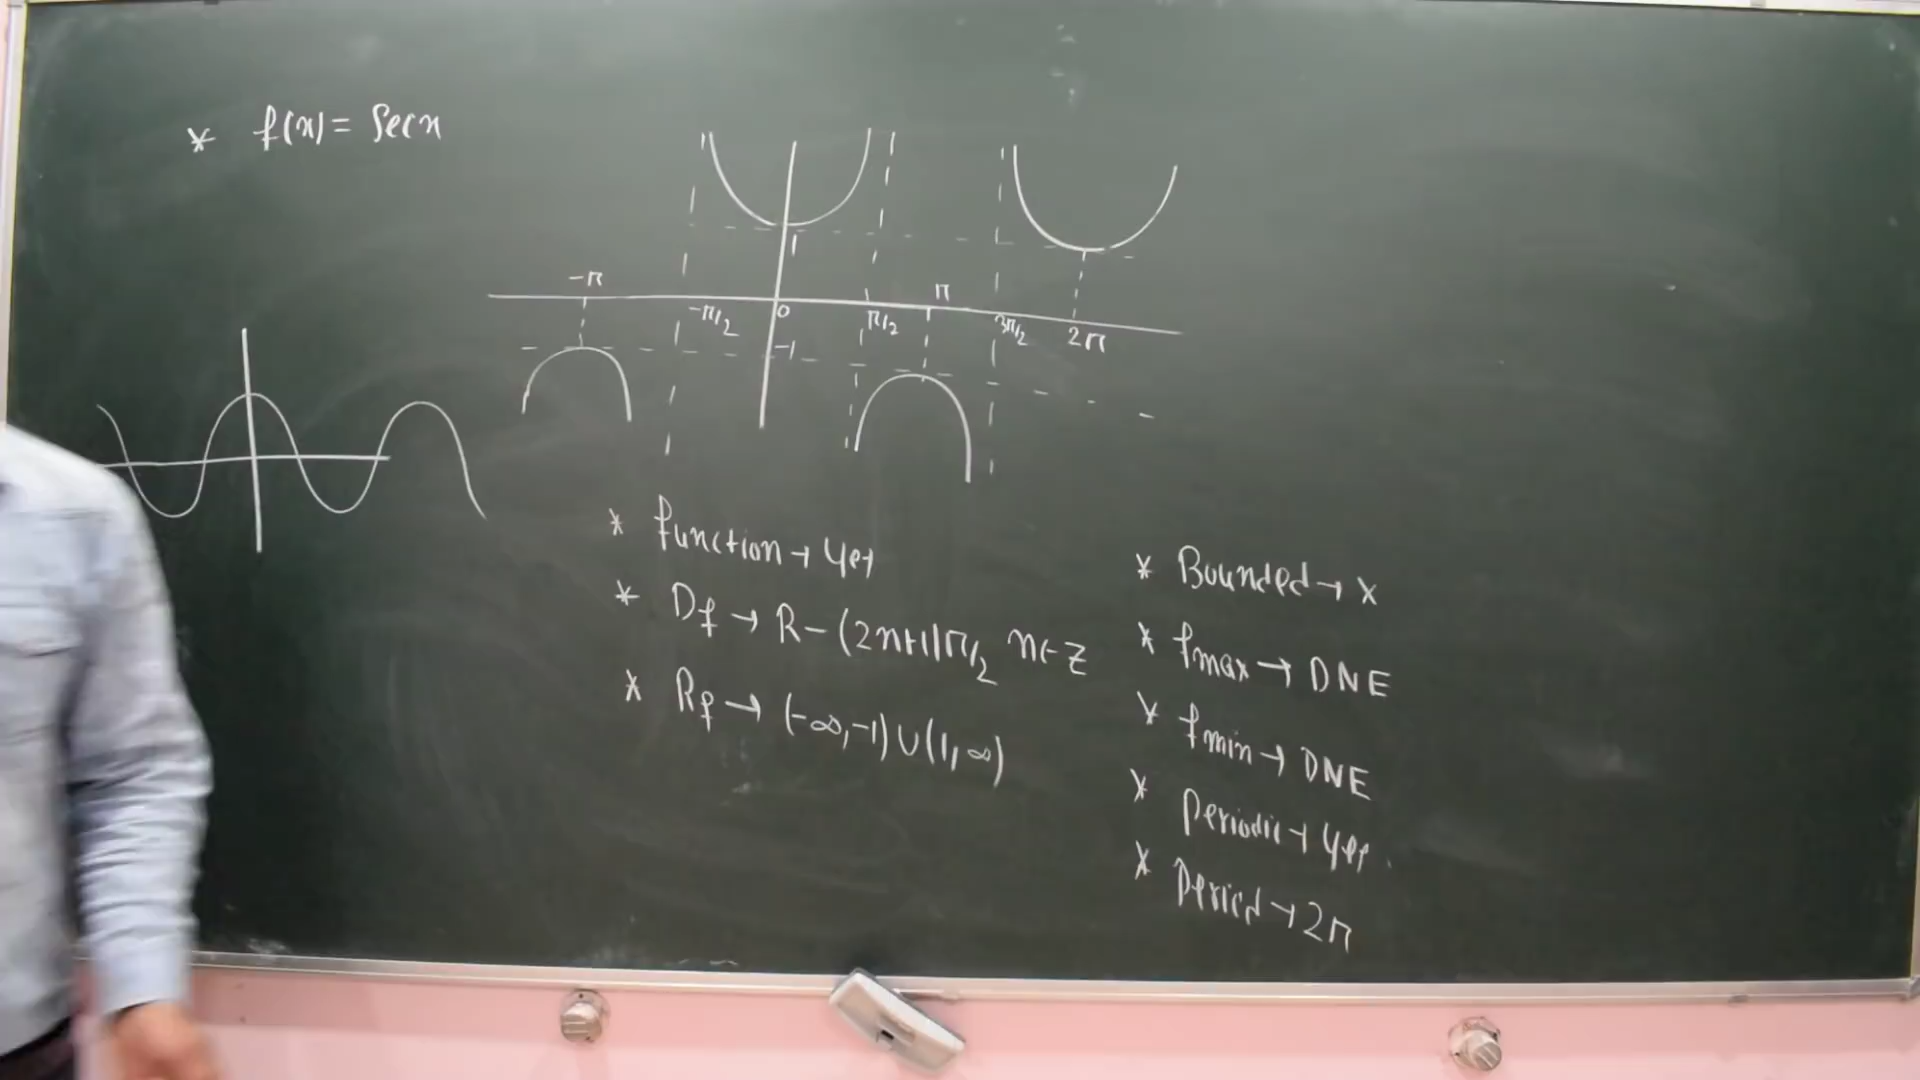 * f(x) = Secx
1
-π
π
-π/2
0
π/2
3π/2
2π
-1
* function → Yes
* Df → R - (2n+1)π/2 n∈Z
* Rf → (-∞,-1) ∪ (1,∞)
* Bounded → X
* fmax → DNE
* fmin → DNE
* Periodic → Yes
* Period → 2π